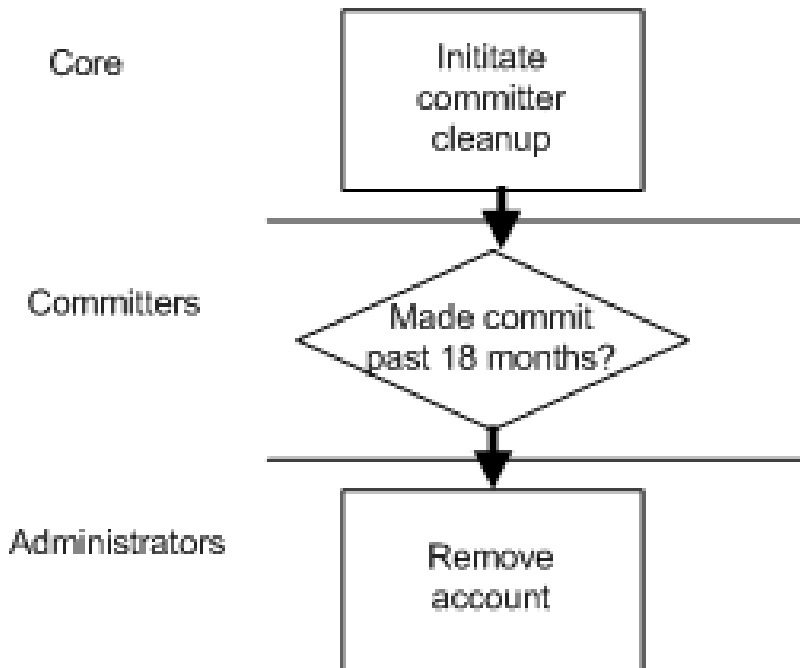 Core
Inititate
committer
cleanup
Committers
Made commit
past 18 months?
Administrators
Remove
account